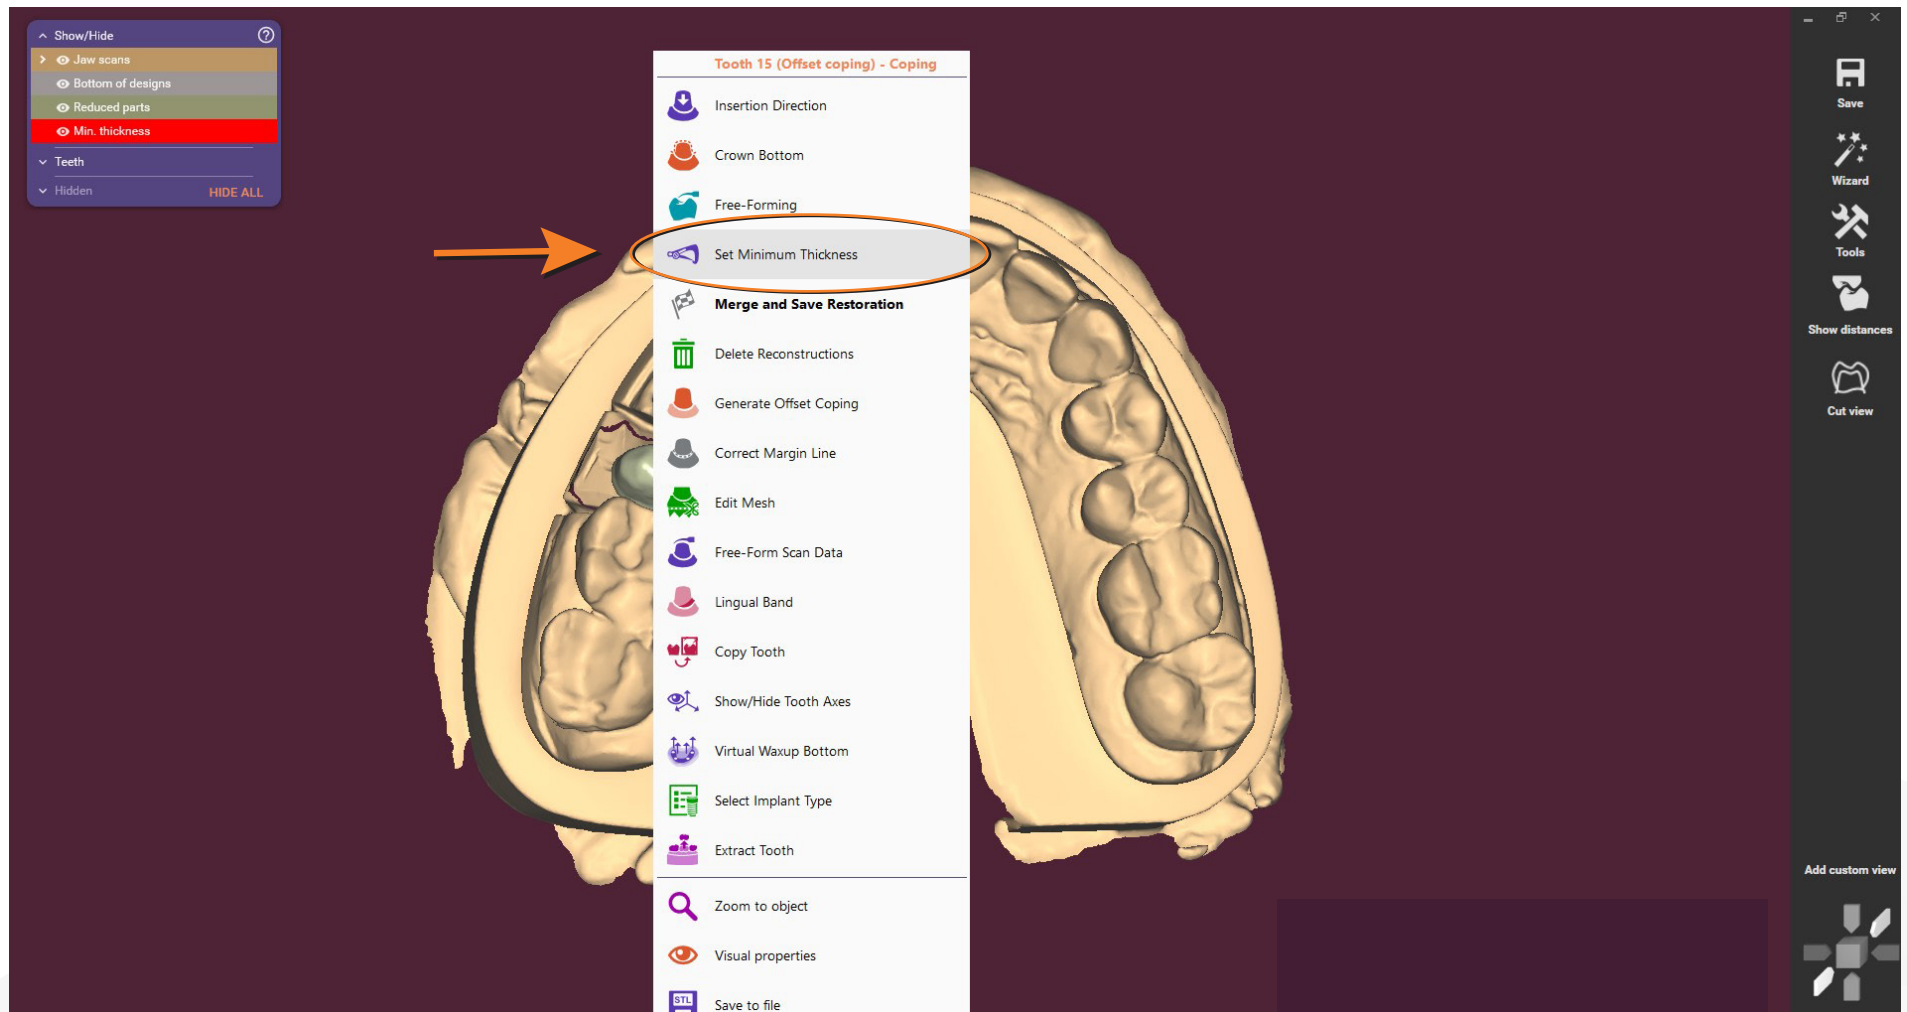 Show/Hide
Jaw scans
Bottom of designs
Reduced parts
Min. thickness
Teeth
Hidden HIDE ALL
Tooth 15 (Offset coping) - Coping
Insertion Direction
Crown Bottom
Free-Forming
Set Minimum Thickness
Merge and Save Restoration
Delete Reconstructions
Generate Offset Coping
Correct Margin Line
Edit Mesh
Free-Form Scan Data
Lingual Band
Copy Tooth
Show/Hide Tooth Axes
Virtual Waxup Bottom
Select Implant Type
Extract Tooth
Zoom to object
Visual properties
STL
Save to file
Save
Wizard
Tools
Show distances
Cut view
Add custom view